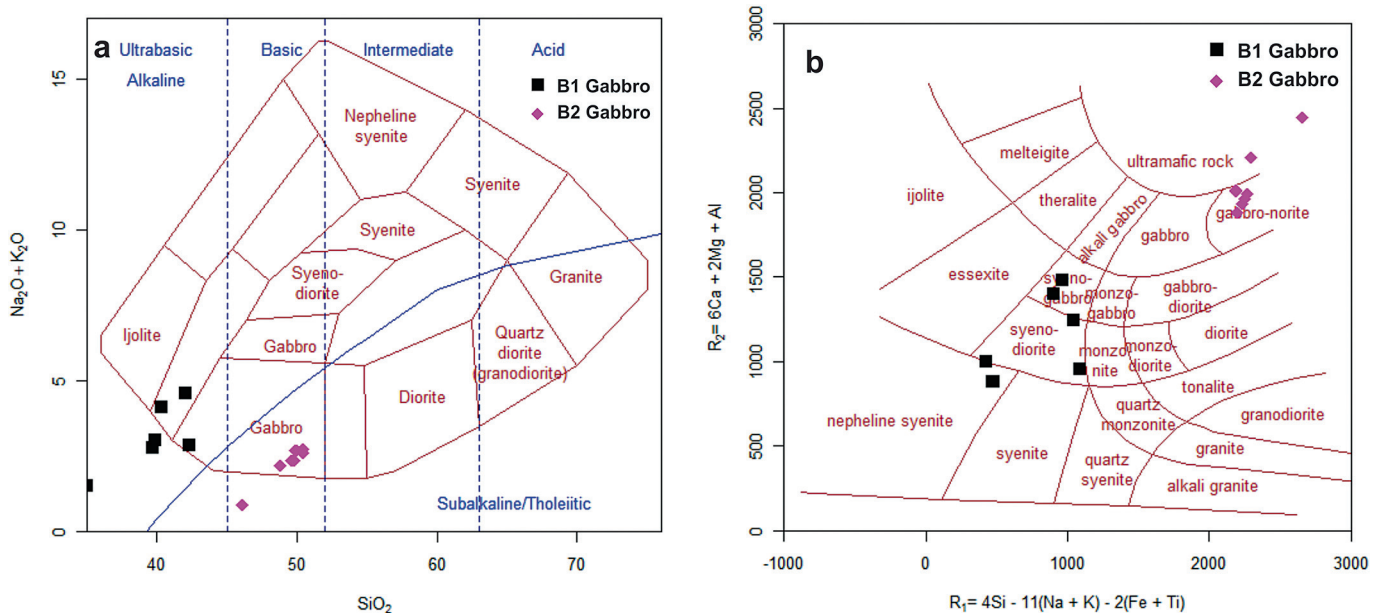 a
Ultrabasic
Basic
Intermediate
Acid
Alkaline
B1 Gabbro
B2 Gabbro
Nepheline
syenite
Syenite
Syenite
Syeno-
diorite
Granite
Ijolite
Gabbro
Quartz
diorite
(granodiorite)
Diorite
Gabbro
Subalkaline/Tholeiitic
Na₂O + K₂O
0
5
10
15
40
50
60
70
SiO₂
b
B1 Gabbro
B2 Gabbro
melteigite
ultramafic rock
ijolite
theralite
alkali gabbro
gabbro-norite
gabbro
essexite
syeno-
gabbro
monzo-
gabbro
gabbro-
diorite
syeno-
diorite
monzo
nite
monzo-
diorite
diorite
tonalite
nepheline syenite
quartz
monzonite
granodiorite
syenite
granite
quartz
syenite
alkali granite
R₂= 6Ca + 2Mg + Al
0
500
1000
1500
2000
2500
3000
-1000
0
1000
2000
3000
R₁= 4Si - 11(Na + K) - 2(Fe + Ti)